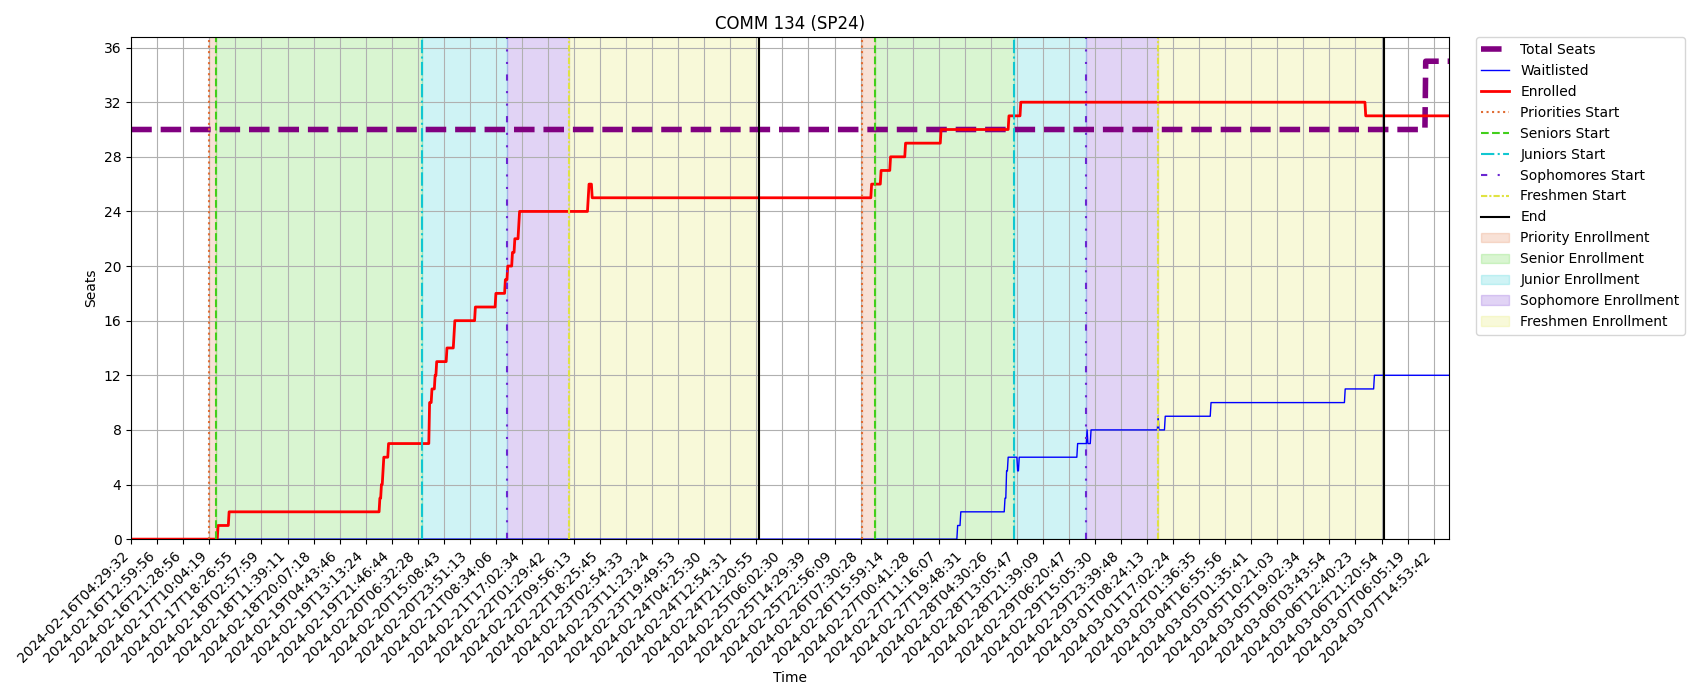 COMM 134 (SP24)
Seats
36
32
28
24
20
16
12
8
4
0
2024-02-16T04:29:32
2024-02-16T12:59:56
2024-02-16T21:28:56
2024-02-17T10:04:19
2024-02-17T18:26:55
2024-02-18T02:57:59
2024-02-18T11:39:11
2024-02-18T20:07:18
2024-02-19T04:43:46
2024-02-19T13:13:24
2024-02-19T21:46:44
2024-02-20T06:32:28
2024-02-20T15:08:43
2024-02-20T23:51:13
2024-02-21T08:34:06
2024-02-21T17:02:34
2024-02-22T01:29:42
2024-02-22T09:56:13
2024-02-22T18:25:45
2024-02-23T02:54:33
2024-02-23T11:23:24
2024-02-23T19:49:53
2024-02-24T04:25:30
2024-02-24T12:54:31
2024-02-24T21:20:55
2024-02-25T06:02:30
2024-02-25T14:29:39
2024-02-25T22:56:09
2024-02-26T07:30:28
2024-02-26T15:59:14
2024-02-27T00:41:28
2024-02-27T11:16:07
2024-02-27T19:48:31
2024-02-28T04:30:26
2024-02-28T13:05:47
2024-02-28T21:39:09
2024-02-29T06:20:47
2024-02-29T15:05:30
2024-02-29T23:39:48
2024-03-01T08:24:13
2024-03-01T17:02:24
2024-03-02T01:36:35
2024-03-04T16:55:56
2024-03-05T01:35:41
2024-03-05T10:21:03
2024-03-05T19:02:34
2024-03-06T03:43:54
2024-03-06T12:40:23
2024-03-06T21:20:54
2024-03-07T06:05:19
2024-03-07T14:53:42
Time
Total Seats
Waitlisted
Enrolled
Priorities Start
Seniors Start
Juniors Start
Sophomores Start
Freshmen Start
End
Priority Enrollment
Senior Enrollment
Junior Enrollment
Sophomore Enrollment
Freshmen Enrollment